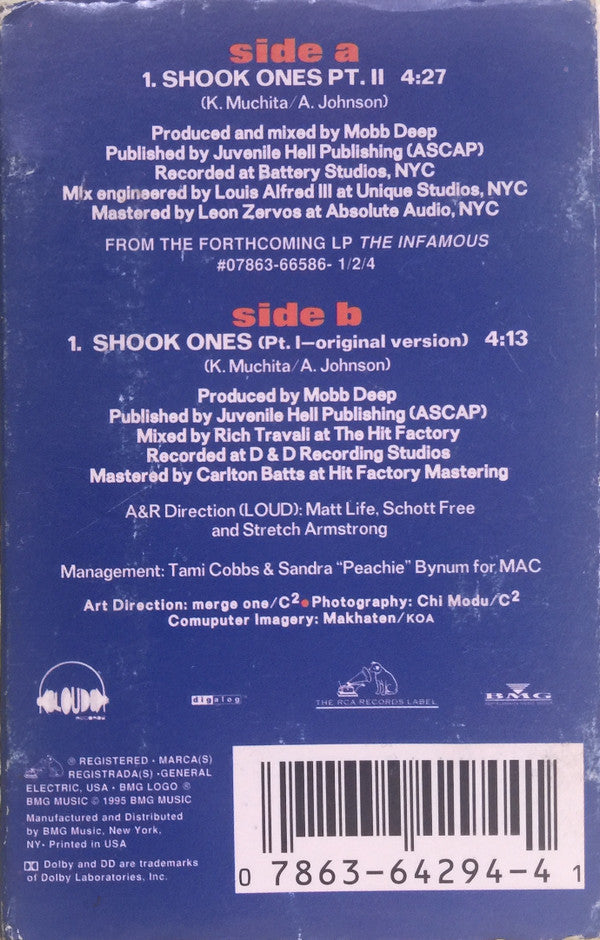 side a
1. SHOOK ONES PT. II 4:27
(K. Muchita/A. Johnson)
Produced and mixed by Mobb Deep
Published by Juvenile Hell Publishing (ASCAP)
Recorded at Battery Studios, NYC
Mix engineered by Louis Alfred III at Unique Studios, NYC
Mastered by Leon Zervos at Absolute Audio, NYC
FROM THE FORTHCOMING LP THE INFAMOUS
#07863-66586- 1/2/4
side b
1. SHOOK ONES (Pt. I—original version) 4:13
(K. Muchita/A. Johnson)
Produced by Mobb Deep
Published by Juvenile Hell Publishing (ASCAP)
Mixed by Rich Travali at The Hit Factory
Recorded at D & D Recording Studios
Mastered by Carlton Batts at Hit Factory Mastering
A&R Direction (LOUD): Matt Life, Schott Free
and Stretch Armstrong
Management: Tami Cobbs & Sandra "Peachie" Bynum for MAC
Art Direction: merge one/C² • Photography: Chi Modu/C²
Comuputer Imagery: Makhaten/KOA
LOUD
RECORDS
digalog
THE RCA RECORDS LABEL
BMG
® REGISTERED • MARCA(S)
REGISTRADA(S) •GENERAL
ELECTRIC, USA • BMG LOGO ®
BMG MUSIC © 1995 BMG MUSIC
Manufactured and Distributed
by BMG Music, New York,
NY• Printed in USA
Dolby and DD are trademarks
of Dolby Laboratories, Inc.
0 7863-64294-4 1